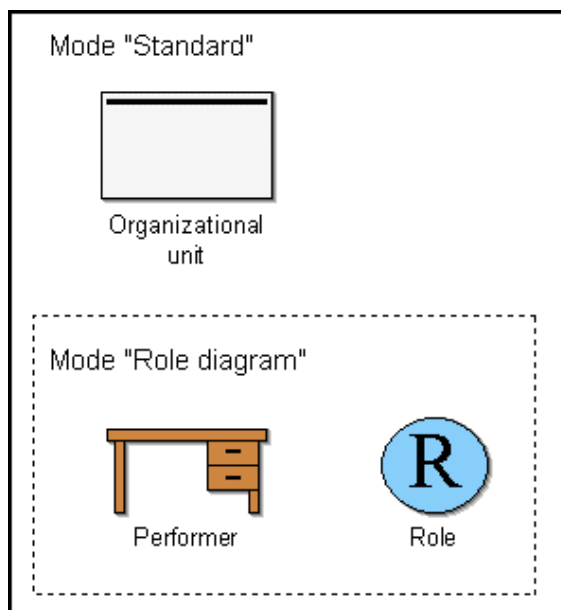 Mode "Standard"
Organizational
unit
Mode "Role diagram"
R
Performer
Role